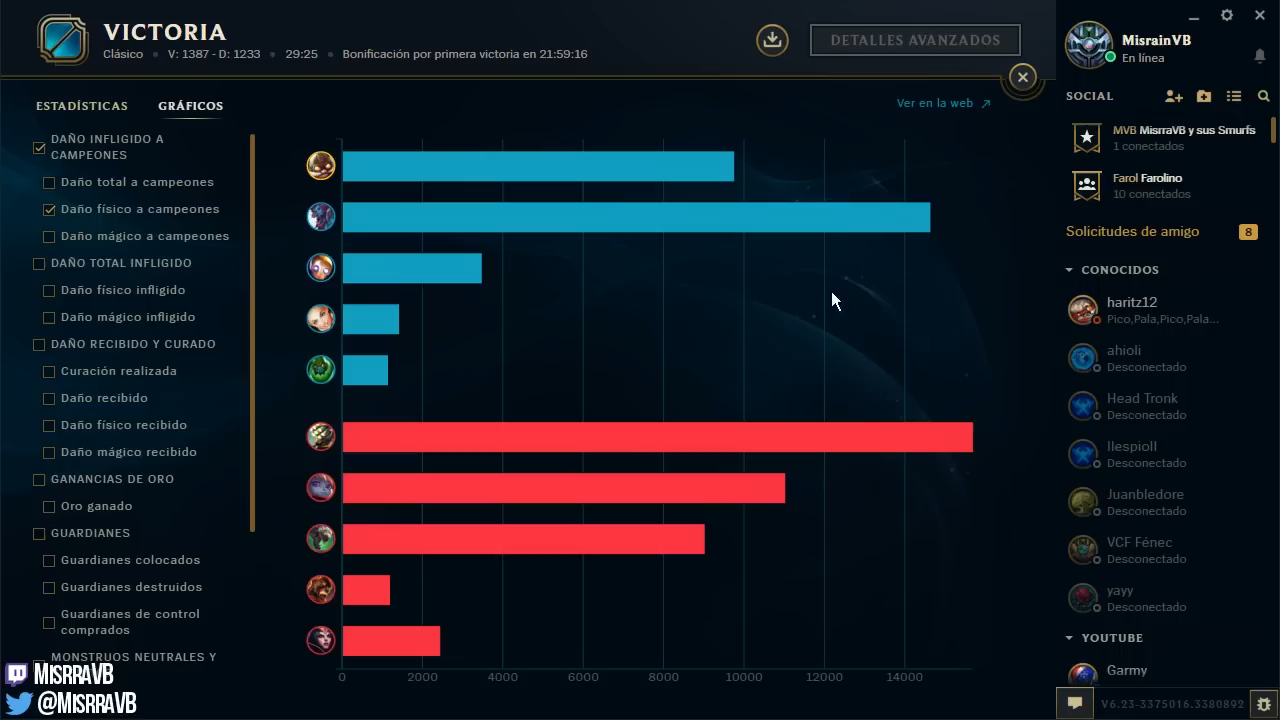 VICTORIA
Clásico V: 1387 - D: 1233 29:25 Bonificación por primera victoria en 21:59:16
DETALLES AVANZADOS
ESTADÍSTICAS GRÁFICOS
Ver en la web
DAÑO INFLIGIDO A
CAMPEONES
Daño total a campeones
Daño físico a campeones
Daño mágico a campeones
DAÑO TOTAL INFLIGIDO
Daño físico infligido
Daño mágico infligido
DAÑO RECIBIDO Y CURADO
Curación realizada
Daño recibido
Daño físico recibido
Daño mágico recibido
GANANCIAS DE ORO
Oro ganado
GUARDIANES
Guardianes colocados
Guardianes destruidos
Guardianes de control
comprados
MONSTRUOS NEUTRALES Y
0 2000 4000 6000 8000 10000 12000 14000
MISRRAVB
@MISRRAVB
MisrainVB
En línea
SOCIAL
MVB MisrraVB y sus Smurfs
1 conectados
Farol Farolino
10 conectados
Solicitudes de amigo 8
CONOCIDOS
haritz12
Pico,Pala,Pico,Pala...
ahioli
Desconectado
Head Tronk
Desconectado
llespioll
Desconectado
Juanbledore
Desconectado
VCF Fénec
Desconectado
yayy
Desconectado
YOUTUBE
Garmy
V6.23-3375016.3380892